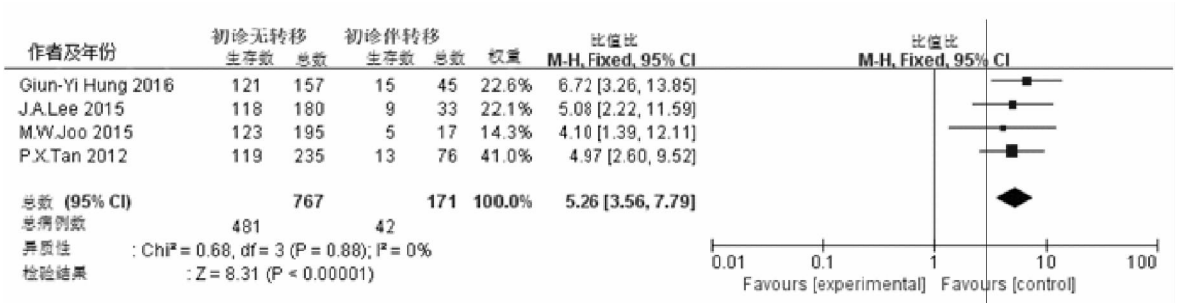 初诊无转移 初诊伴转移 比值比 比值比
作者及年份 生存数 总数 生存数 总数 权重 M-H, Fixed, 95% CI M-H, Fixed, 95% CI
Giun-Yi Hung 2016 121 157 15 45 22.6% 6.72 [3.26, 13.85]
J.A.Lee 2015 118 180 9 33 22.1% 5.08 [2.22, 11.59]
M.W.Joo 2015 123 195 5 17 14.3% 4.10 [1.39, 12.11]
P.X.Tan 2012 119 235 13 76 41.0% 4.97 [2.60, 9.52]
总数 (95% CI) 767 171 100.0% 5.26 [3.56, 7.79]
总病例数 481 42
异质性 : Chi² = 0.68, df = 3 (P = 0.88); I² = 0%
检验结果 : Z = 8.31 (P < 0.00001)
0.01 0.1 1 10 100
Favours [experimental] Favours [control]